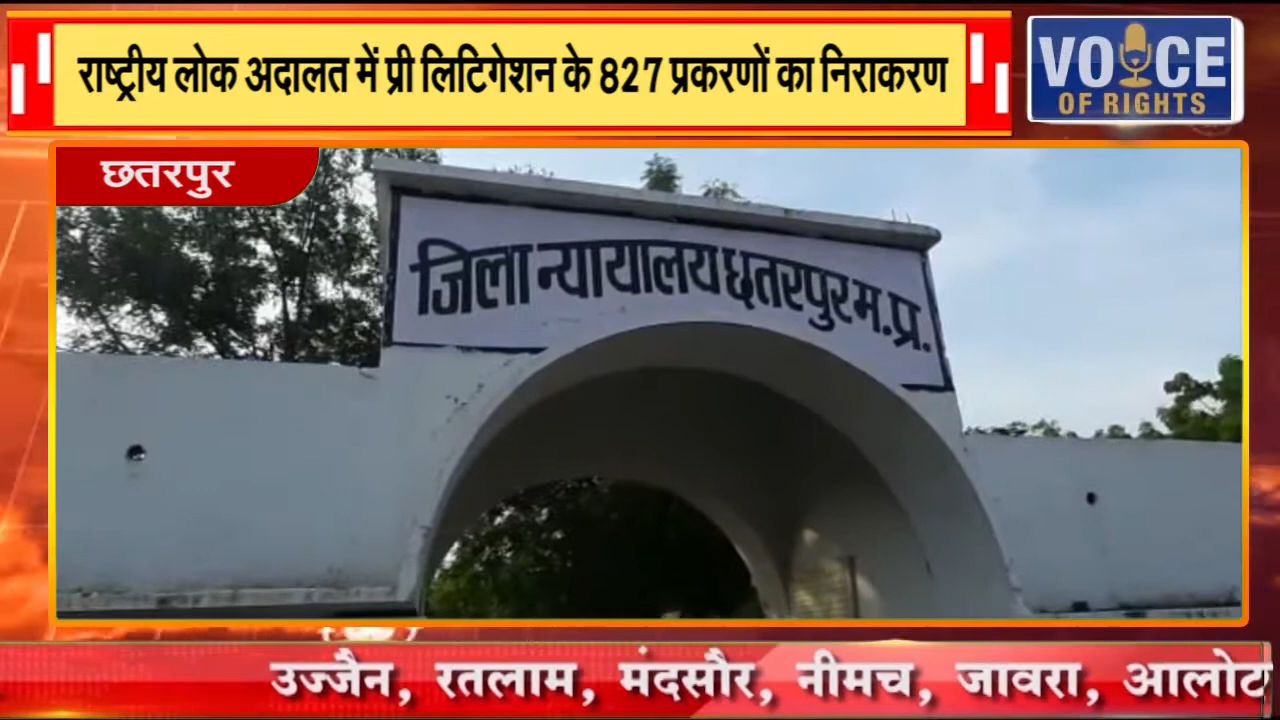 राष्ट्रीय लोक अदालत में प्री लिटिगेशन के 827 प्रकरणों का निराकरण
VOICE
OF RIGHTS
छतरपुर
जिला न्यायालय छतरपुर म.प्र.
उज्जैन, रतलाम, मंदसौर, नीमच, जावरा, आलोट